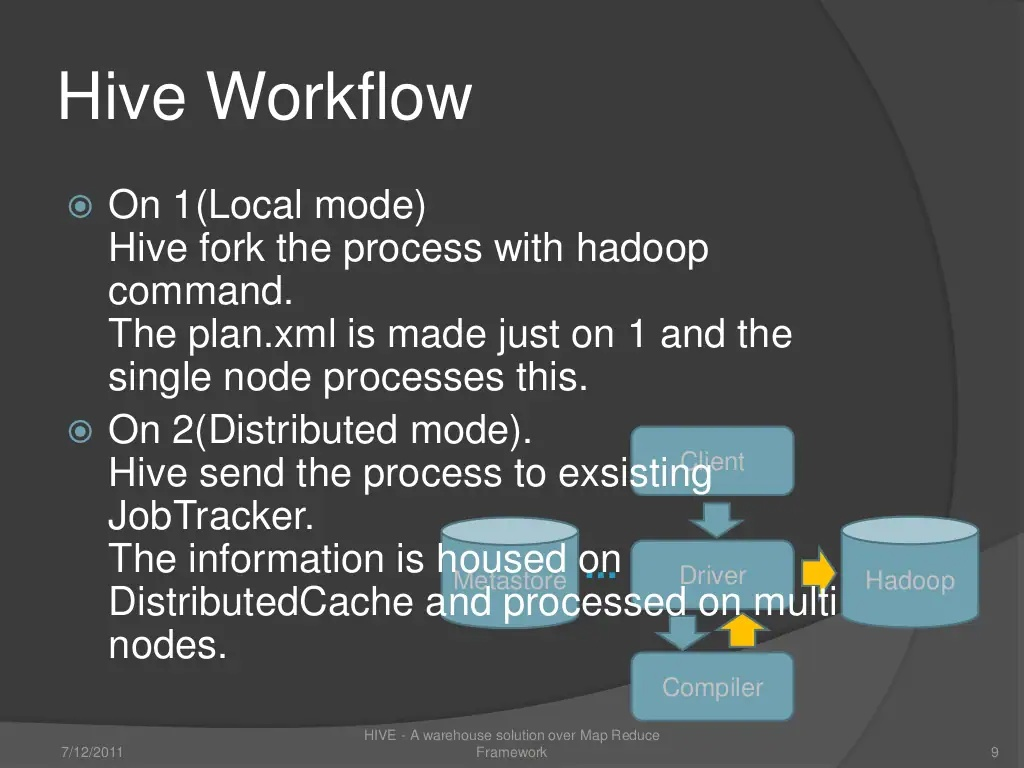 Hive Workflow
On 1(Local mode)
Hive fork the process with hadoop
command.
The plan.xml is made just on 1 and the
single node processes this.
On 2(Distributed mode).
Hive send the process to exsisting
JobTracker.
The information is housed on
DistributedCache and processed on multi
nodes.
Client
Metastore
...
Driver
Hadoop
Compiler
7/12/2011
HIVE - A warehouse solution over Map Reduce
Framework
9